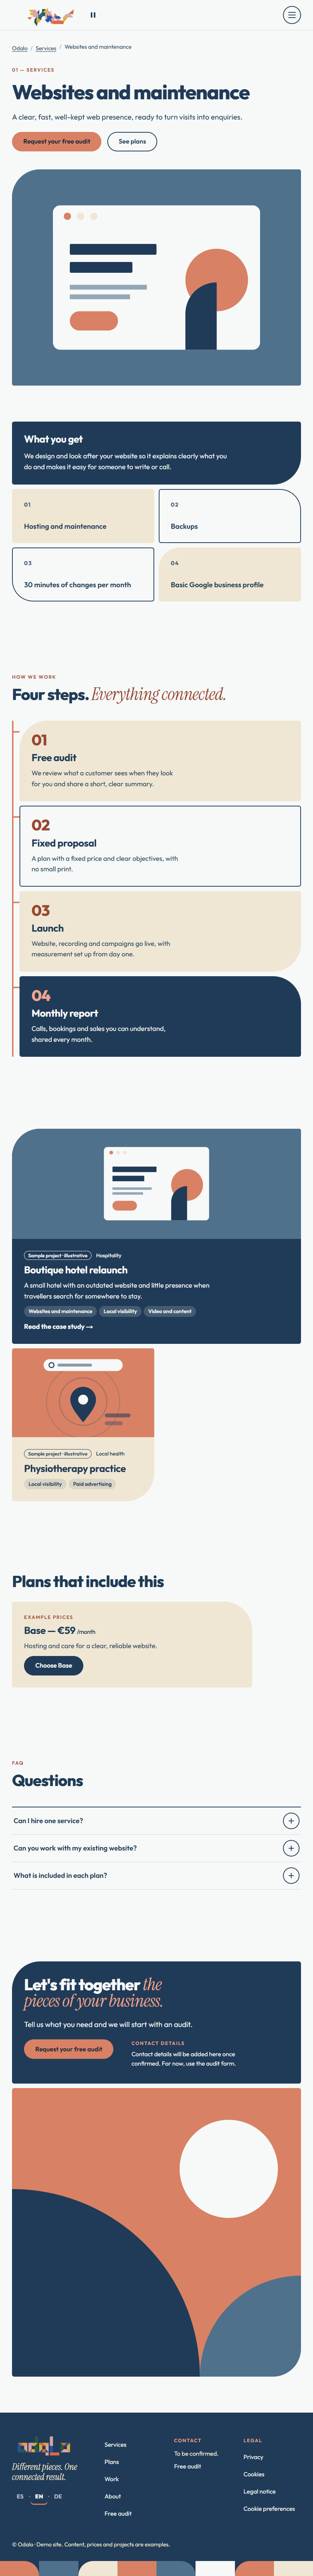 Odalo / Services / Websites and maintenance
01 — SERVICES
Websites and maintenance
A clear, fast, well-kept web presence, ready to turn visits into enquiries.
Request your free audit
See plans
What you get
We design and look after your website so it explains clearly what you
do and makes it easy for someone to write or call.
01
Hosting and maintenance
02
Backups
03
30 minutes of changes per month
04
Basic Google business profile
HOW WE WORK
Four steps. Everything connected.
01
Free audit
We review what a customer sees when they look
for you and share a short, clear summary.
02
Fixed proposal
A plan with a fixed price and clear objectives, with
no small print.
03
Launch
Website, recording and campaigns go live, with
measurement set up from day one.
04
Monthly report
Calls, bookings and sales you can understand,
shared every month.
Sample project · illustrative Hospitality
Boutique hotel relaunch
A small hotel with an outdated website and little presence when
travellers search for somewhere to stay.
Websites and maintenance Local visibility Video and content
Read the case study →
Sample project · illustrative Local health
Physiotherapy practice
Local visibility Paid advertising
Plans that include this
EXAMPLE PRICES
Base — €59 /month
Hosting and care for a clear, reliable website.
Choose Base
FAQ
Questions
Can I hire one service?
Can you work with my existing website?
What is included in each plan?
Let's fit together the
pieces of your business.
Tell us what you need and we will start with an audit.
Request your free audit
CONTACT DETAILS
Contact details will be added here once
confirmed. For now, use the audit form.
odalo
Different pieces. One
connected result.
ES · EN · DE
Services
Plans
Work
About
Free audit
CONTACT
To be confirmed.
Free audit
LEGAL
Privacy
Cookies
Legal notice
Cookie preferences
© Odalo · Demo site. Content, prices and projects are examples.